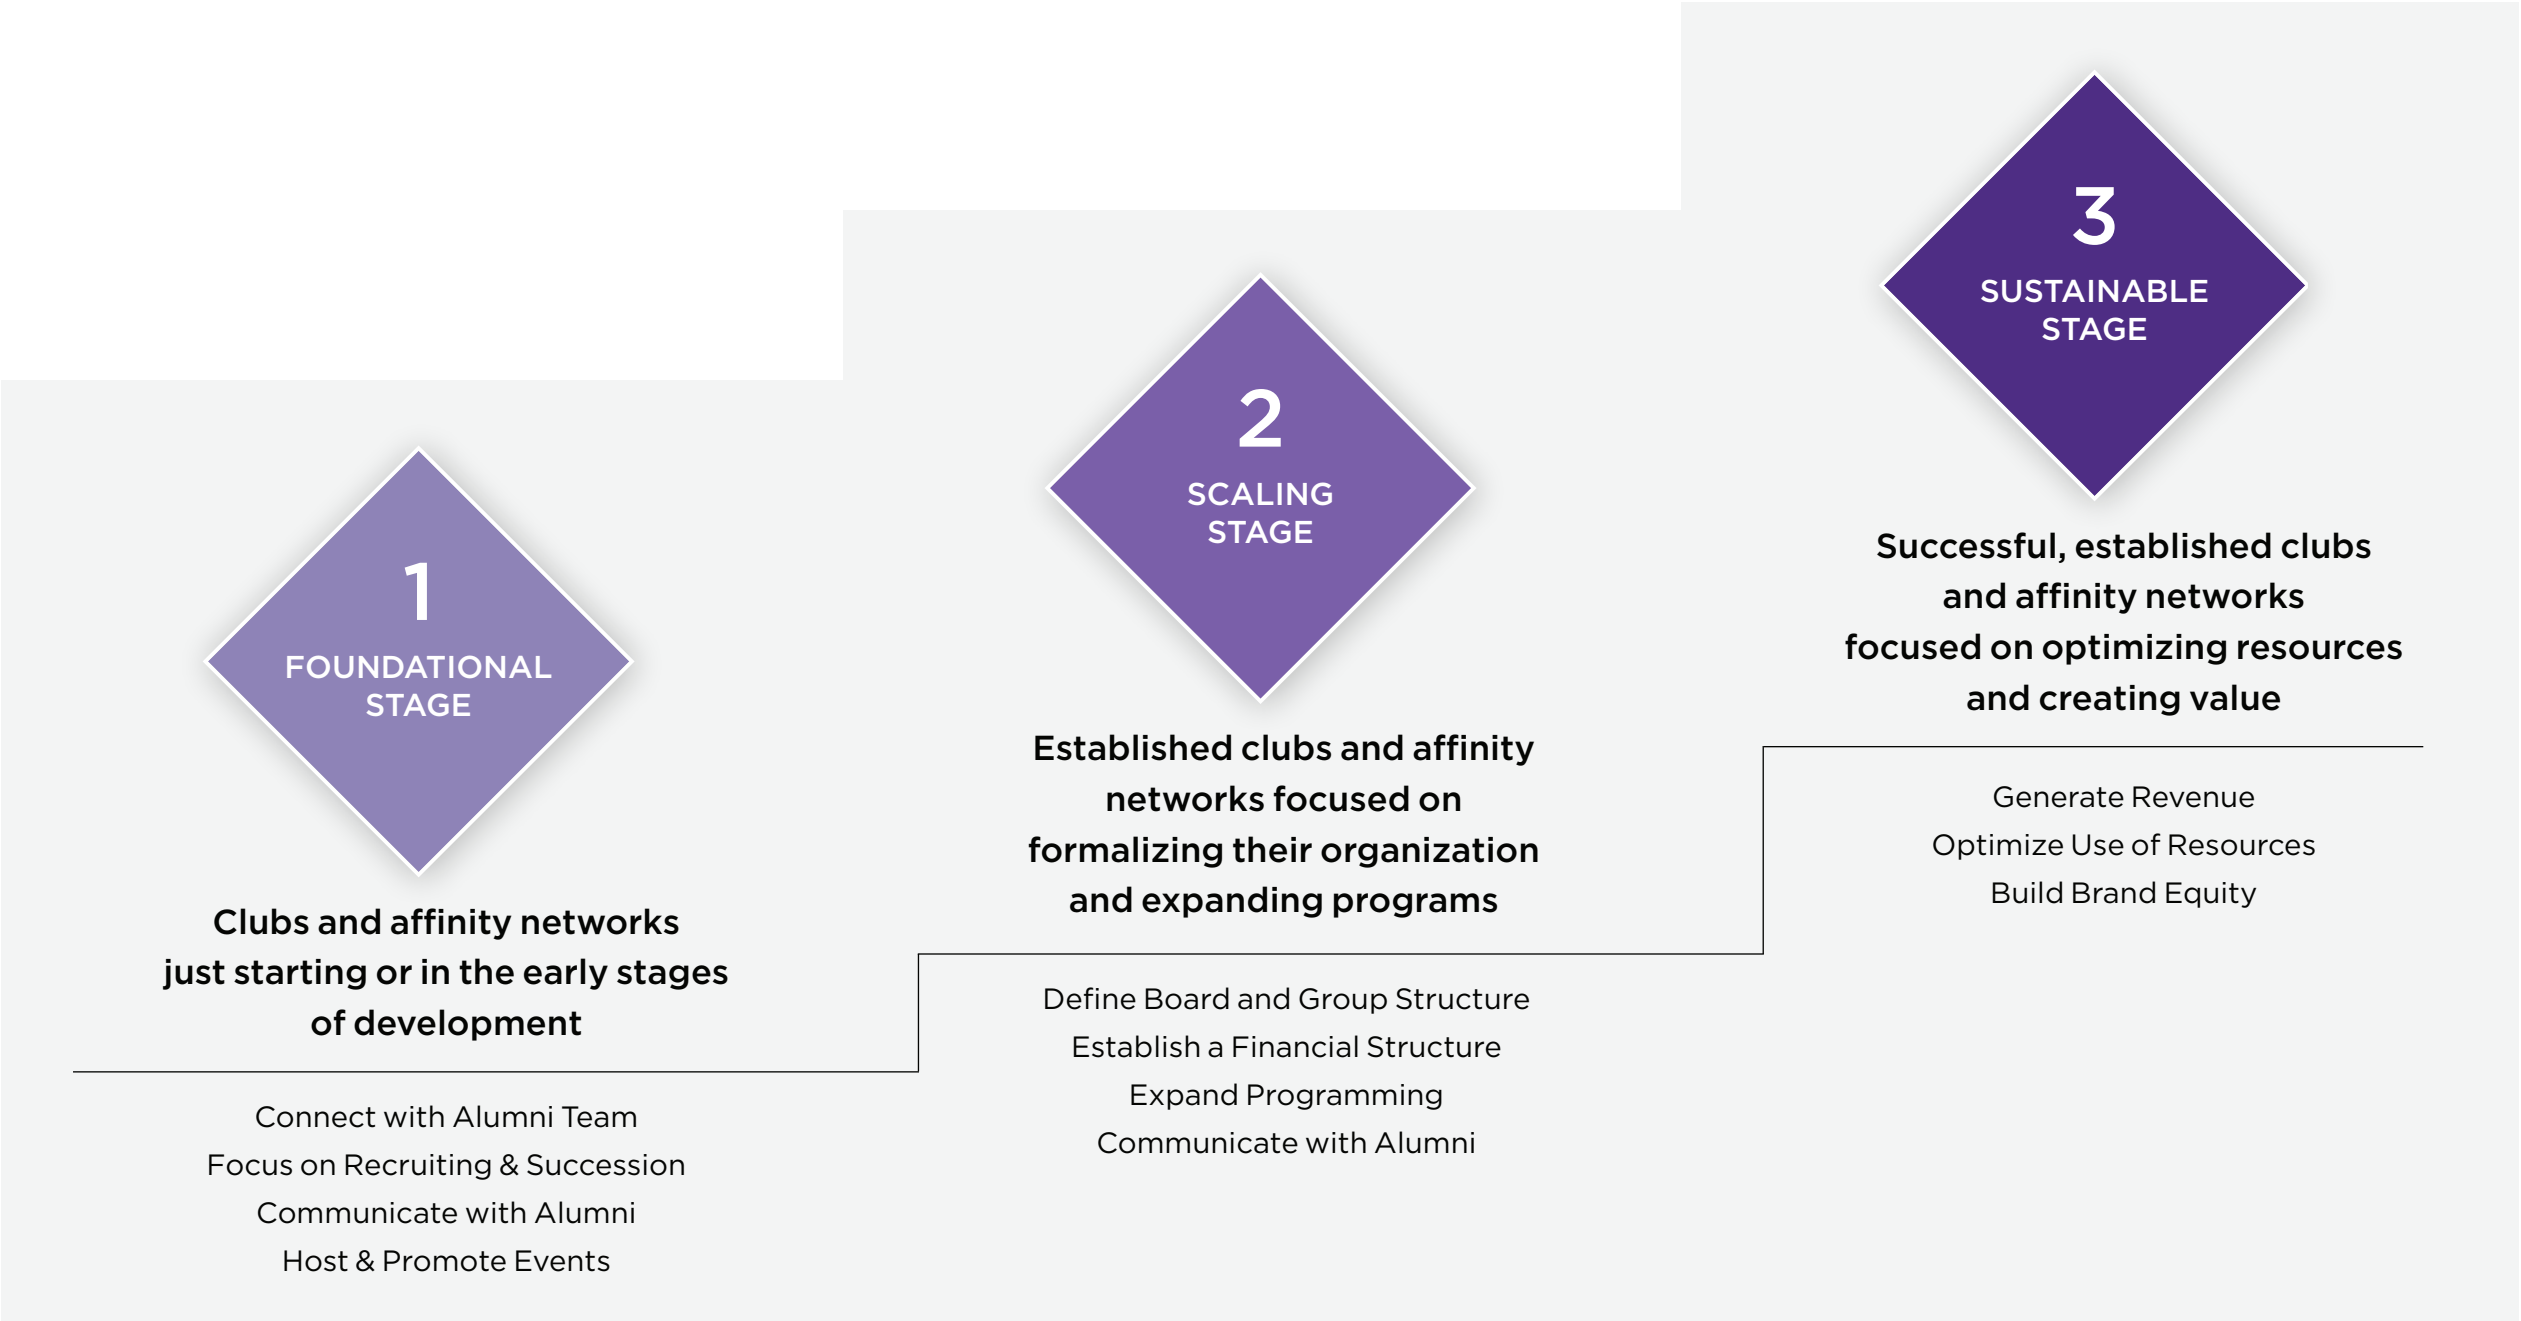 1
FOUNDATIONAL
STAGE
Clubs and affinity networks
just starting or in the early stages
of development
Connect with Alumni Team
Focus on Recruiting & Succession
Communicate with Alumni
Host & Promote Events
2
SCALING
STAGE
Established clubs and affinity
networks focused on
formalizing their organization
and expanding programs
Define Board and Group Structure
Establish a Financial Structure
Expand Programming
Communicate with Alumni
3
SUSTAINABLE
STAGE
Successful, established clubs
and affinity networks
focused on optimizing resources
and creating value
Generate Revenue
Optimize Use of Resources
Build Brand Equity